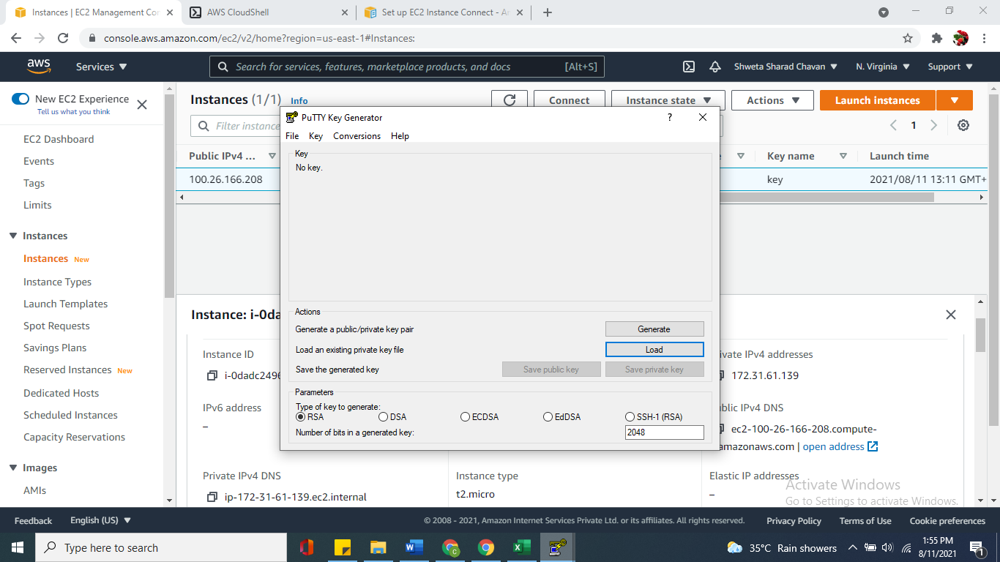 Instances | EC2 Management Cor
AWS CloudShell
Set up EC2 Instance Connect - A
console.aws.amazon.com/ec2/v2/home?region=us-east-1#Instances:
aws
Services
Search for services, features, marketplace products, and docs
[Alt+S]
Shweta Sharad Chavan
N. Virginia
Support
New EC2 Experience
Tell us what you think
EC2 Dashboard
Events
Tags
Limits
Instances
Instances New
Instance Types
Launch Templates
Spot Requests
Savings Plans
Reserved Instances New
Dedicated Hosts
Scheduled Instances
Capacity Reservations
Images
AMIs
Instances (1/1) Info
Connect
Instance state
Actions
Launch instances
Filter instance
1
Public IPv4 ...
Key name
Launch time
100.26.166.208
key
2021/08/11 13:11 GMT+
PuTTY Key Generator
?
File Key Conversions Help
Key
No key.
Actions
Generate a public/private key pair
Generate
Load an existing private key file
Load
Save the generated key
Save public key
Save private key
Parameters
Type of key to generate:
RSA
DSA
ECDSA
EdDSA
SSH-1 (RSA)
Number of bits in a generated key:
2048
Instance: i-0da
Instance ID
i-0dadc2496
ivate IPv4 addresses
172.31.61.139
IPv6 address
–
blic IPv4 DNS
ec2-100-26-166-208.compute-
amazonaws.com | open address
Private IPv4 DNS
ip-172-31-61-139.ec2.internal
Instance type
t2.micro
Elastic IP addresses
–
Activate Windows
Go to Settings to activate Windows.
Feedback
English (US)
© 2008 - 2021, Amazon Internet Services Private Ltd. or its affiliates. All rights reserved.
Privacy Policy
Terms of Use
Cookie preferences
Type here to search
35°C Rain showers
1:55 PM
8/11/2021
1